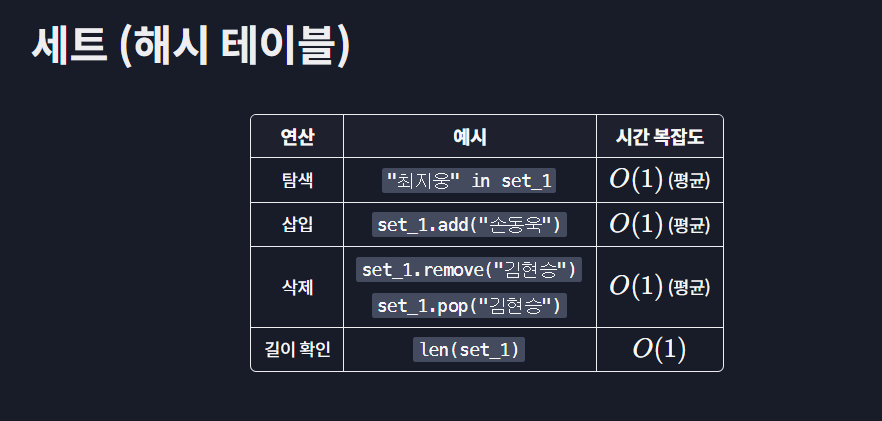 세트 (해시 테이블)
연산 예시 시간 복잡도
탐색 "최지웅" in set_1 O(1) (평균)
삽입 set_1.add("손동욱") O(1) (평균)
삭제 set_1.remove("김현승") O(1) (평균)
set_1.pop("김현승")
길이 확인 len(set_1) O(1)